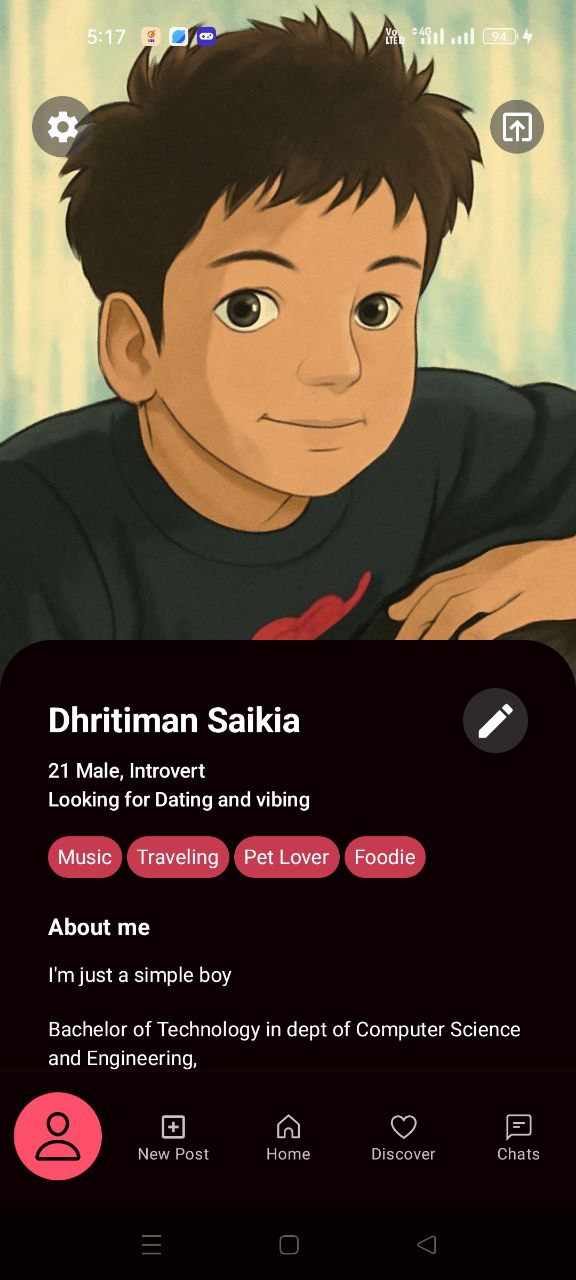 5:17
Vo LTE D 4G 94
Dhritiman Saikia
21 Male, Introvert
Looking for Dating and vibing
Music Traveling Pet Lover Foodie
About me
I'm just a simple boy
Bachelor of Technology in dept of Computer Science
and Engineering,
New Post Home Discover Chats